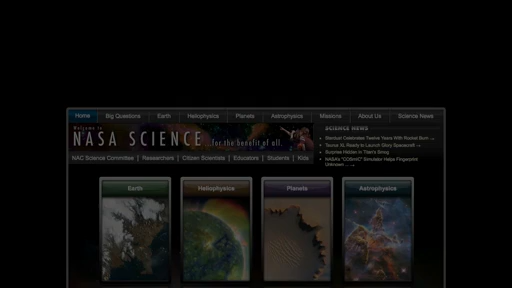 Home Big Questions Earth Heliophysics Planets Astrophysics Missions About Us Science News
Welcome to
NASA SCIENCE ...for the benefit of all.
Science News
Stardust Celebrates Twelve Years With Rocket Burn
Taurus XL Ready to Launch Glory Spacecraft
Surprise Hidden in Titan's Smog
NASA's "COSmIC" Simulator Helps Fingerprint
Unknown
NAC Science Committee | Researchers | Citizen Scientists | Educators | Students | Kids
Earth Heliophysics Planets Astrophysics